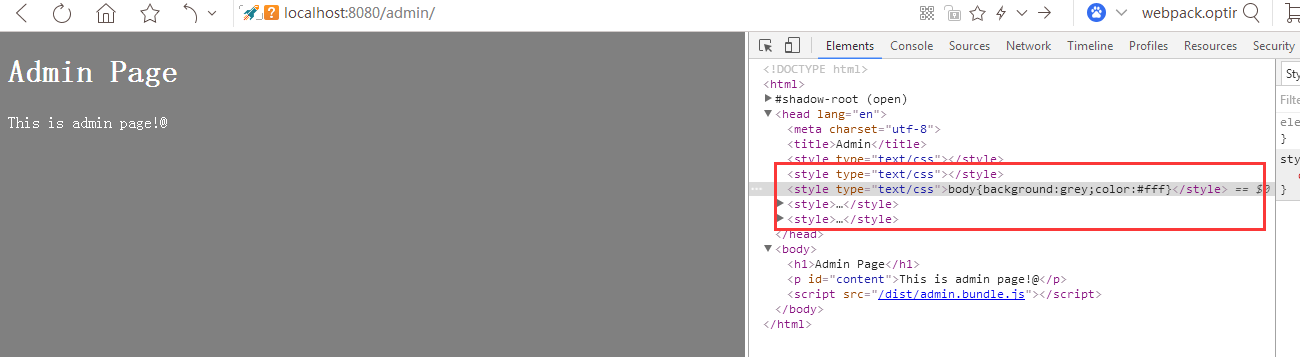 localhost:8080/admin/
webpack.optir
Admin Page
This is admin page!@
Elements Console Sources Network Timeline Profiles Resources Security
<!DOCTYPE html>
<html>
#shadow-root (open)
<head lang="en">
<meta charset="utf-8">
<title>Admin</title>
<style type="text/css"></style>
<style type="text/css"></style>
<style type="text/css">body{background:grey;color:#fff}</style> == $0
<style>…</style>
<style>…</style>
</head>
<body>
<h1>Admin Page</h1>
<p id="content">This is admin page!@</p>
<script src="/dist/admin.bundle.js"></script>
</body>
</html>
Sty
Filte
ele
}
sty
}